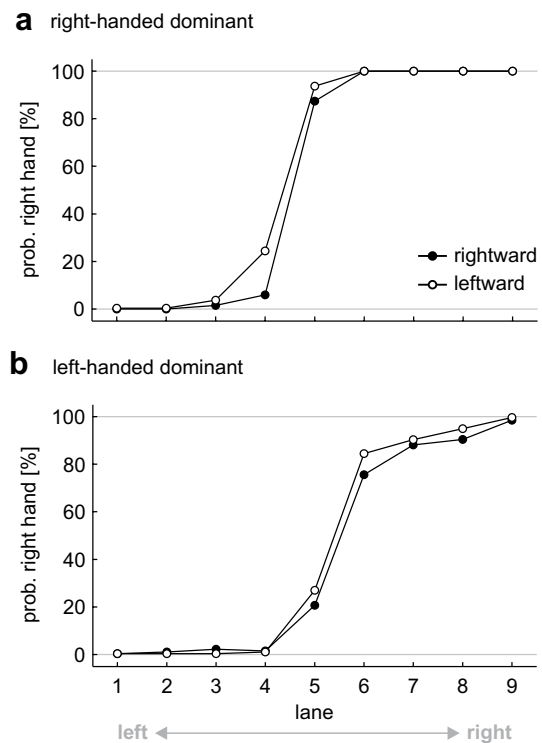 a right-handed dominant
prob. right hand [%]
100
80
60
40
20
0
rightward
leftward
b left-handed dominant
prob. right hand [%]
100
80
60
40
20
0
1 2 3 4 5 6 7 8 9
lane
left right